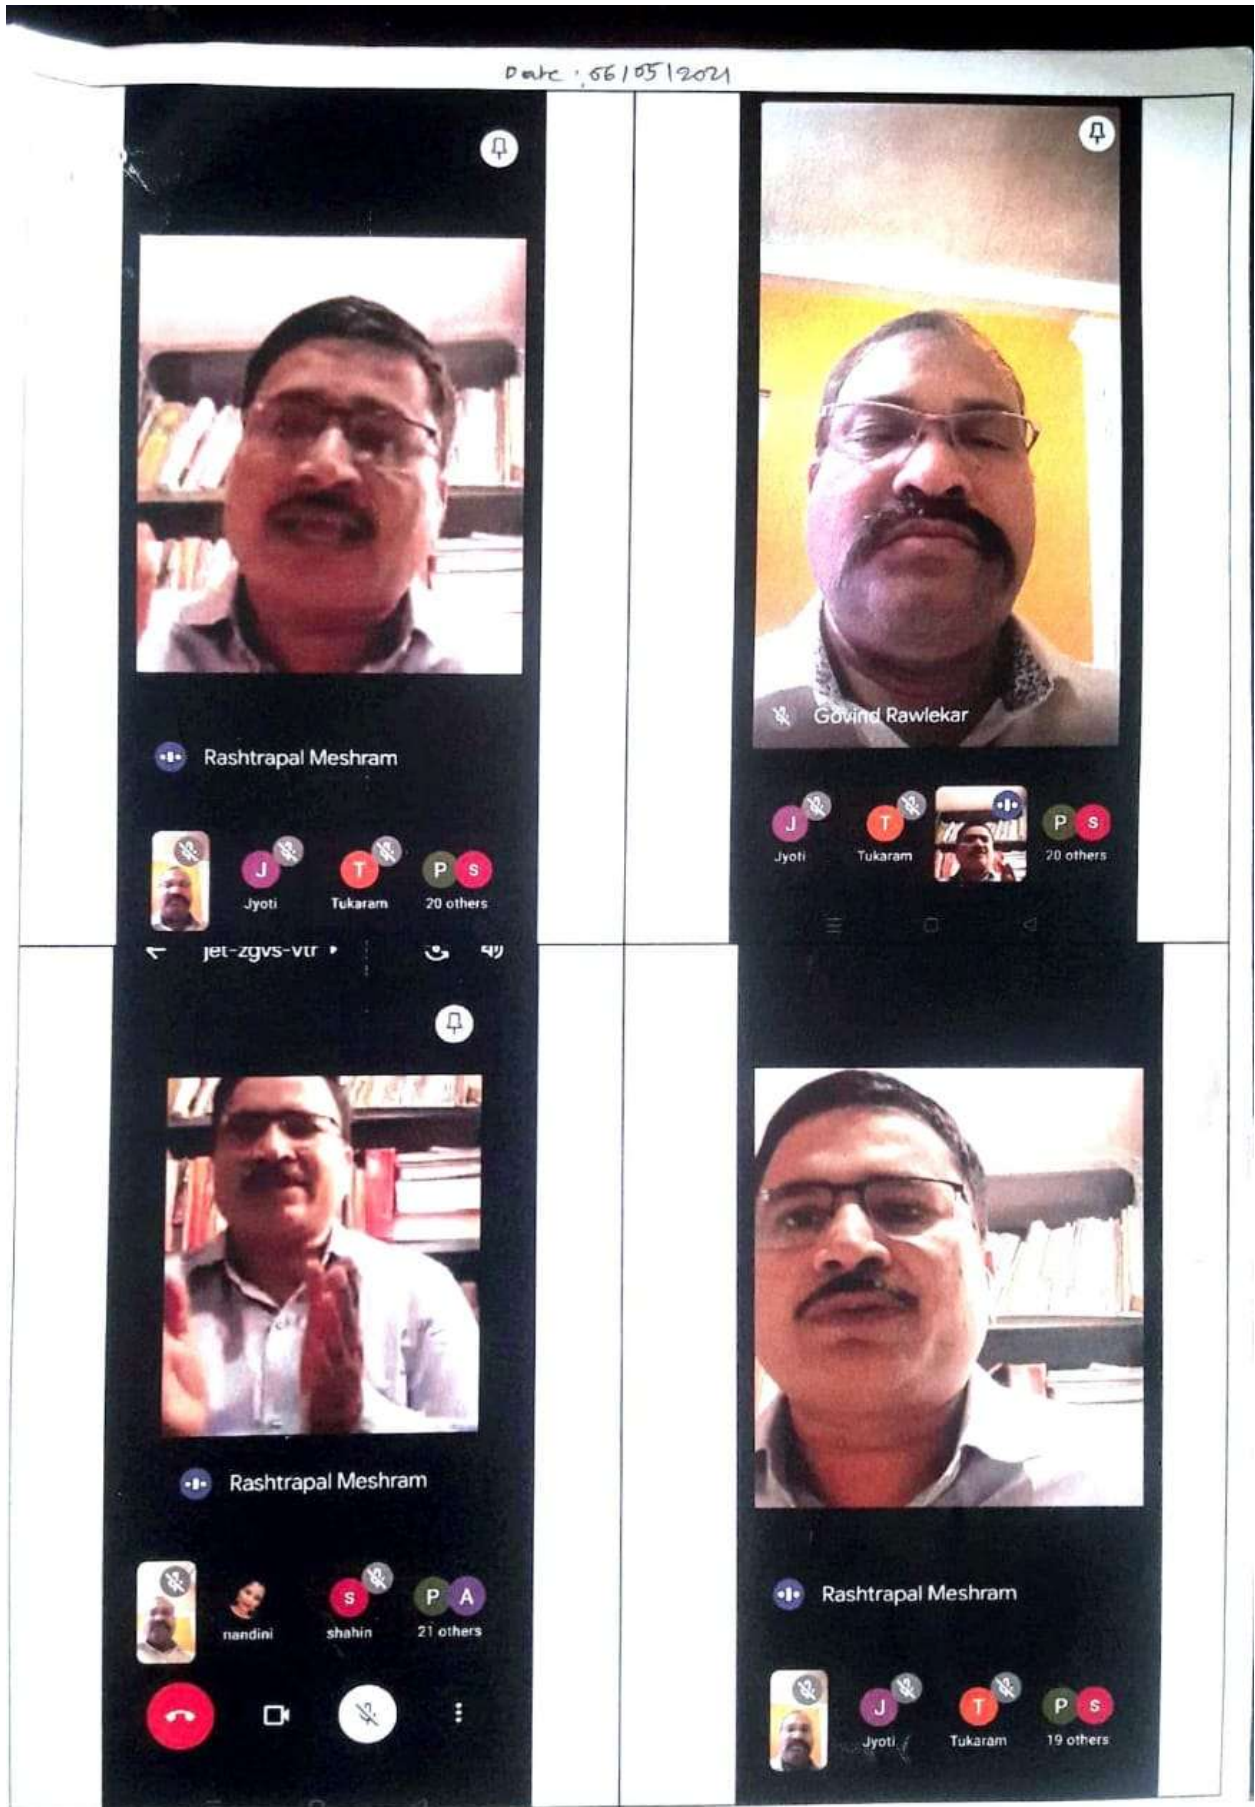 Date : 06/05/2021
Rashtrapal Meshram
J
T
P
S
Jyoti
Tukaram
20 others
Govind Rawlekar
J
T
P
S
Jyoti
Tukaram
20 others
jet-zgvs-vtr
Rashtrapal Meshram
S
P
A
nandini
shahin
21 others
Rashtrapal Meshram
J
T
P
S
Jyoti
Tukaram
19 others